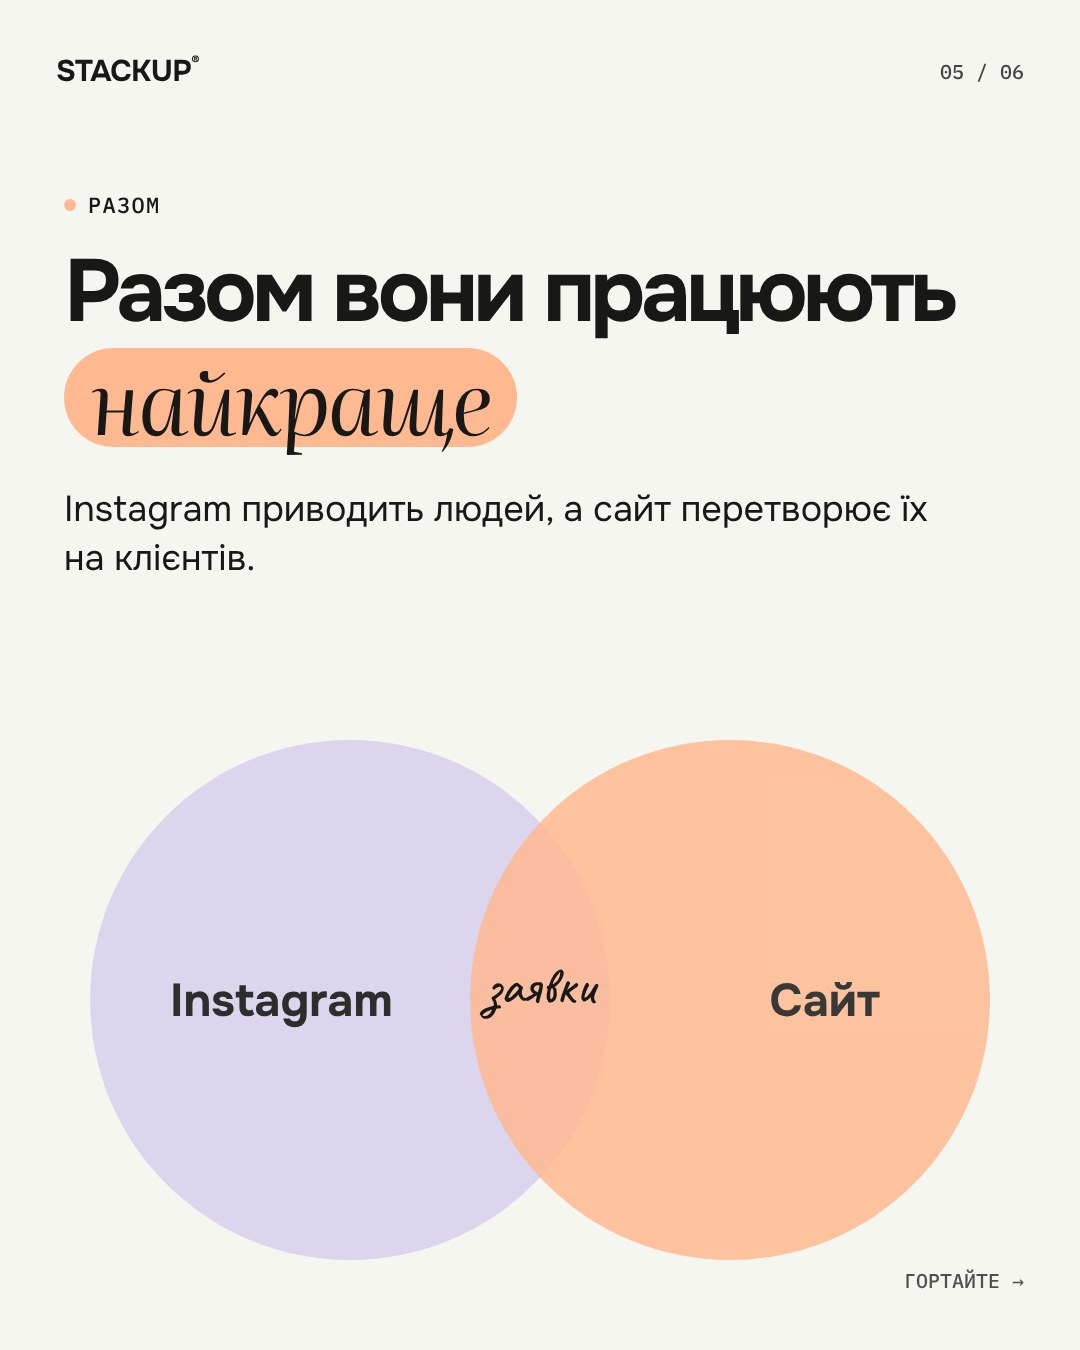 STACKUP®
05 / 06
РАЗОМ
Разом вони працюють
найкраще
Instagram приводить людей, а сайт перетворює їх
на клієнтів.
Instagram
заявки
Сайт
ГОРТАЙТЕ →